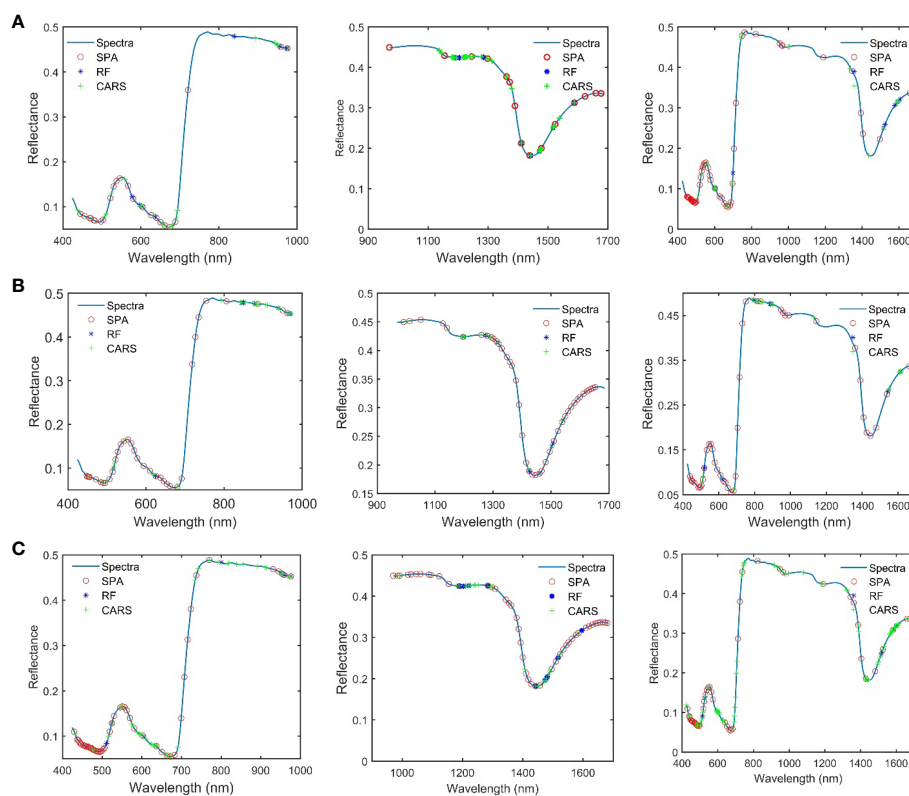 A
0.5
0.4
0.3
0.2
0.1
0
Reflectance
400 500 600 700 800 900 1000
Wavelength (nm)
Spectra
SPA
RF
CARS
0.5
0.4
0.3
0.2
0.1
0
Reflectance
900 1100 1300 1500 1700
Wavelength (nm)
Spectra
SPA
RF
CARS
0.5
0.4
0.3
0.2
0.1
0
Reflectance
400 600 800 1000 1200 1400 1600
Wavelength (nm)
Spectra
SPA
RF
CARS
B
0.5
0.4
0.3
0.2
0.1
Reflectance
400 600 800 1000
Wavelength (nm)
Spectra
SPA
RF
CARS
0.5
0.45
0.4
0.35
0.3
0.25
0.2
0.15
Reflectance
1000 1200 1400 1600
Wavelength (nm)
Spectra
SPA
RF
CARS
0.45
0.35
0.25
0.15
0.05
Reflectance
400 600 800 1000 1200 1400 1600
Wavelength (nm)
Spectra
SPA
RF
CARS
C
0.5
0.4
0.3
0.2
0.1
Reflectance
400 500 600 700 800 900 1000
Wavelength (nm)
Spectra
SPA
RF
CARS
0.5
0.4
0.3
0.2
0.1
0
Reflectance
1000 1200 1400 1600
Wavelength (nm)
Spectra
SPA
RF
CARS
0.5
0.4
0.3
0.2
0.1
0
Reflectance
400 600 800 1000 1200 1400 1600
Wavelength (nm)
Spectra
SPA
RF
CARS